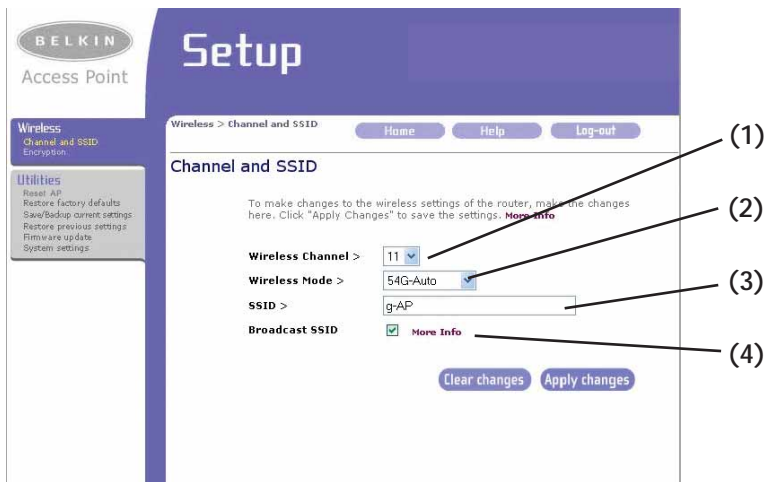 BELKIN
Access Point
Setup
Wireless
Channel and SSID
Encryption
Utilities
Reset AP
Restore factory defaults
Save/Backup current settings
Restore previous settings
Firmware update
System settings
Wireless > Channel and SSID
Home
Help
Log-out
Channel and SSID
To make changes to the wireless settings of the router, make the changes
here. Click "Apply Changes" to save the settings. More Info
Wireless Channel > 11
Wireless Mode > 54G-Auto
SSID > g-AP
Broadcast SSID More Info
Clear changes Apply changes
(1)
(2)
(3)
(4)